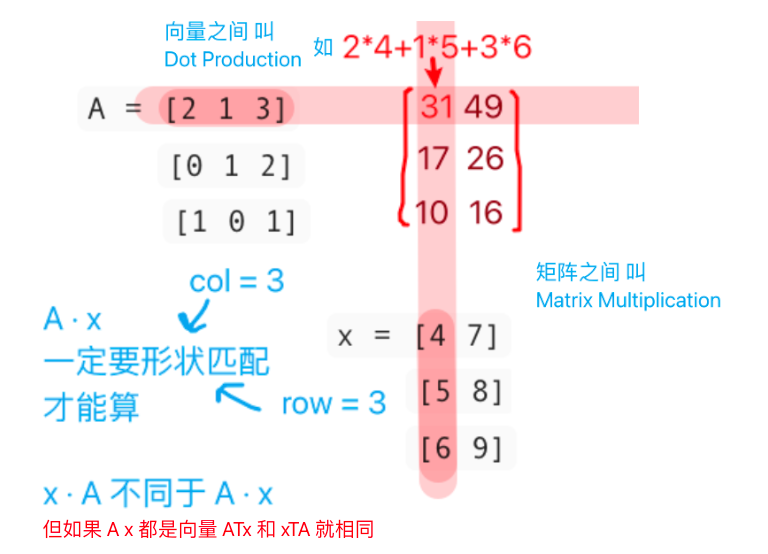 向量之间 叫
Dot Production 如 2*4+1*5+3*6
A = [2 1 3] 31 49
[0 1 2] 17 26
[1 0 1] 10 16
矩阵之间 叫
Matrix Multiplication
col = 3
A · x
一定要形状匹配
才能算
row = 3
x = [4 7]
[5 8]
[6 9]
x · A 不同于 A · x
但如果 A x 都是向量 ATx 和 xTA 就相同